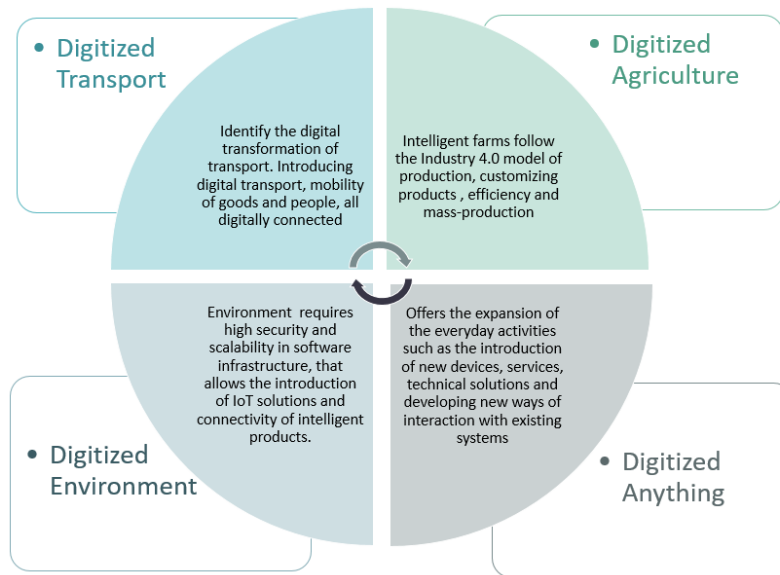 • Digitized
Transport
Identify the digital
transformation of
transport. Introducing
digital transport, mobility
of goods and people, all
digitally connected
• Digitized
Agriculture
Intelligent farms follow
the Industry 4.0 model of
production, customizing
products , efficiency and
mass-production
Environment  requires
high security and
scalability in software
infrastructure, that
allows the introduction
of IoT solutions and
connectivity of intelligent
products.
• Digitized
Environment
Offers the expansion of
the everyday activities
such as the introduction
of new devices, services,
technical solutions and
developing new ways of
interaction with existing
systems
• Digitized
Anything